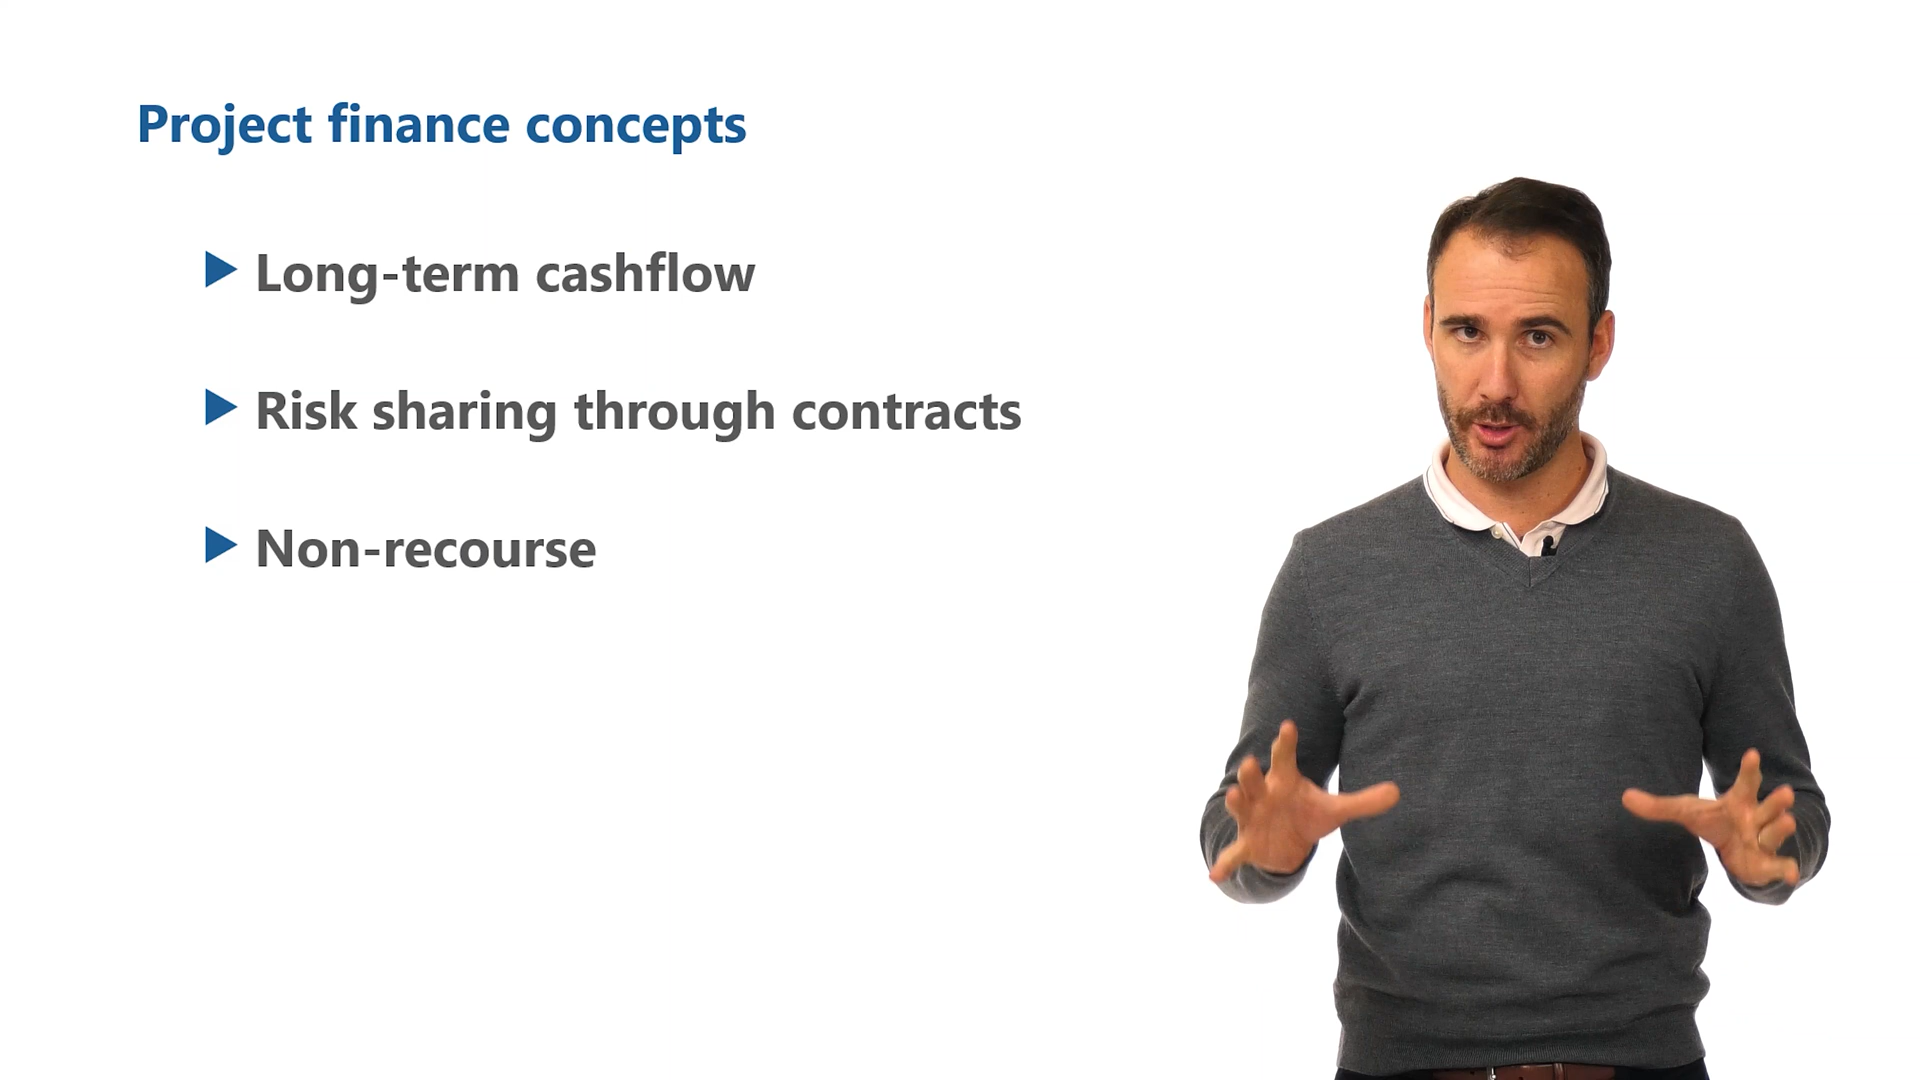 Project finance concepts
Long-term cashflow
Risk sharing through contracts
Non-recourse